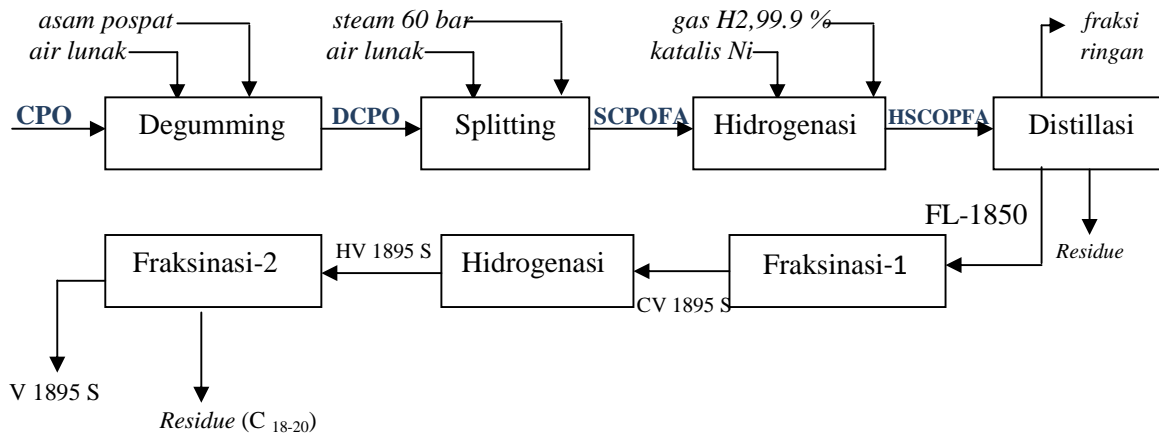 asam pospat
air lunak
steam 60 bar
air lunak
gas H2,99.9 %
katalis Ni
fraksi
ringan
CPO
Degumming
DCPO
Splitting
SCPOFA
Hidrogenasi
HSCOPFA
Distillasi
FL-1850
Residue
Fraksinasi-2
HV 1895 S
Hidrogenasi
CV 1895 S
Fraksinasi-1
V 1895 S
Residue (C 18-20)